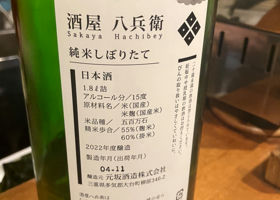 酒屋 八兵衛
Sakaya Hachibey
純米しぼりたて
日本酒
1.8ℓ詰
アルコール分/15度
原材料名/米(国産米)
米麹(国産米)
米品種/五百万石
精米歩合/55%(麹米)
60%(掛米)
2022年度醸造
製造年月(出荷年月)
04.11
醸造元 元坂酒造株式会社
三重県多気郡大台町柳原346-2